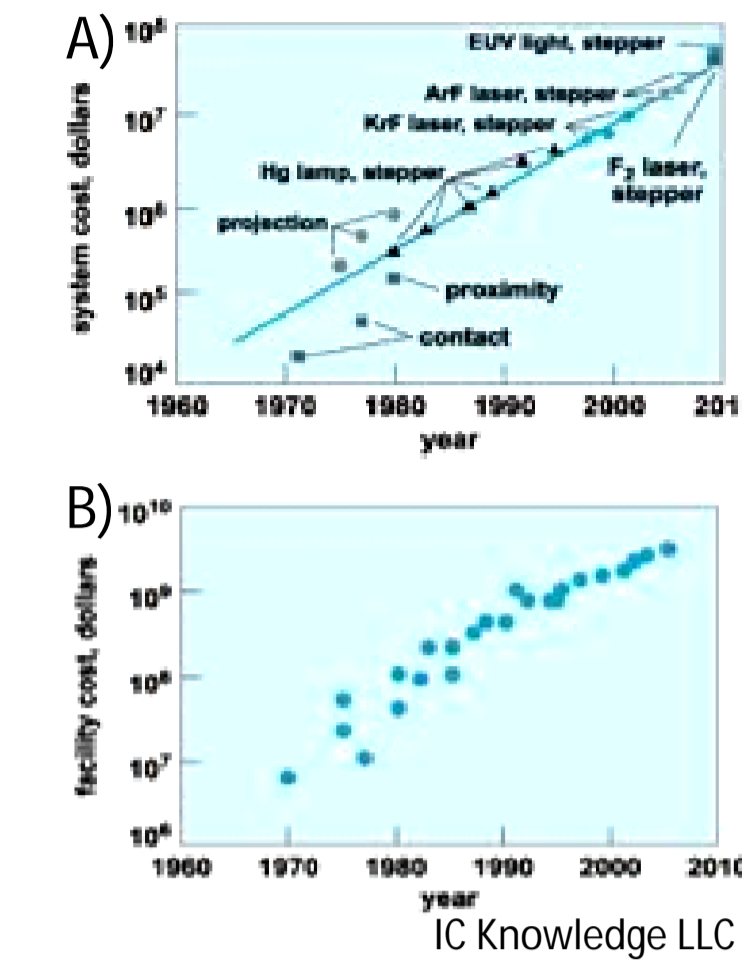 A)
10⁸
EUV light, stepper
ArF laser, stepper
10⁷
KrF laser, stepper
Hg lamp, stepper
F₂ laser,
stepper
10⁶
projection
system cost, dollars
proximity
10⁵
contact
10⁴
1960 1970 1980 1990 2000 201
year
B)
10¹⁰
10⁹
facility cost, dollars
10⁸
10⁷
10⁶
1960 1970 1980 1990 2000 2010
year
IC Knowledge LLC